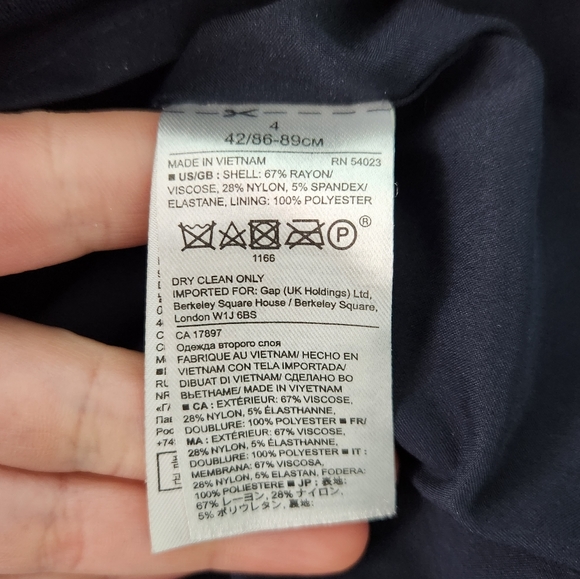 4
42/86-89CM
MADE IN VIETNAM RN 54023
■ US/GB : SHELL: 67% RAYON/
VISCOSE, 28% NYLON, 5% SPANDEX/
ELASTANE, LINING: 100% POLYESTER
P ®
1166
DRY CLEAN ONLY
IMPORTED FOR: Gap (UK Holdings) Ltd,
Berkeley Square House / Berkeley Square,
London W1J 6BS
CA 17897
Одежда второго слоя
FABRIQUE AU VIETNAM/ HECHO EN
VIETNAM CON TELA IMPORTADA/
DIBUAT DI VIETNAM/ СДЕЛАНО ВО
ВЬЕТНАМЕ/ MADE IN VIYETNAM
■ CA : EXTÉRIEUR: 67% VISCOSE,
28% NYLON, 5% ÉLASTHANNE,
DOUBLURE: 100% POLYESTER ■ FR/
MA : EXTÉRIEUR: 67% VISCOSE,
28% NYLON, 5% ÉLASTHANNE,
DOUBLURE: 100% POLYESTER ■ IT :
MEMBRANA: 67% VISCOSA,
28% NYLON, 5% ELASTAN, FODERA:
100% POLIESTERE ■ JP : 表地:
67% レーヨン, 28% ナイロン,
5% ポリウレタン, 裏地: